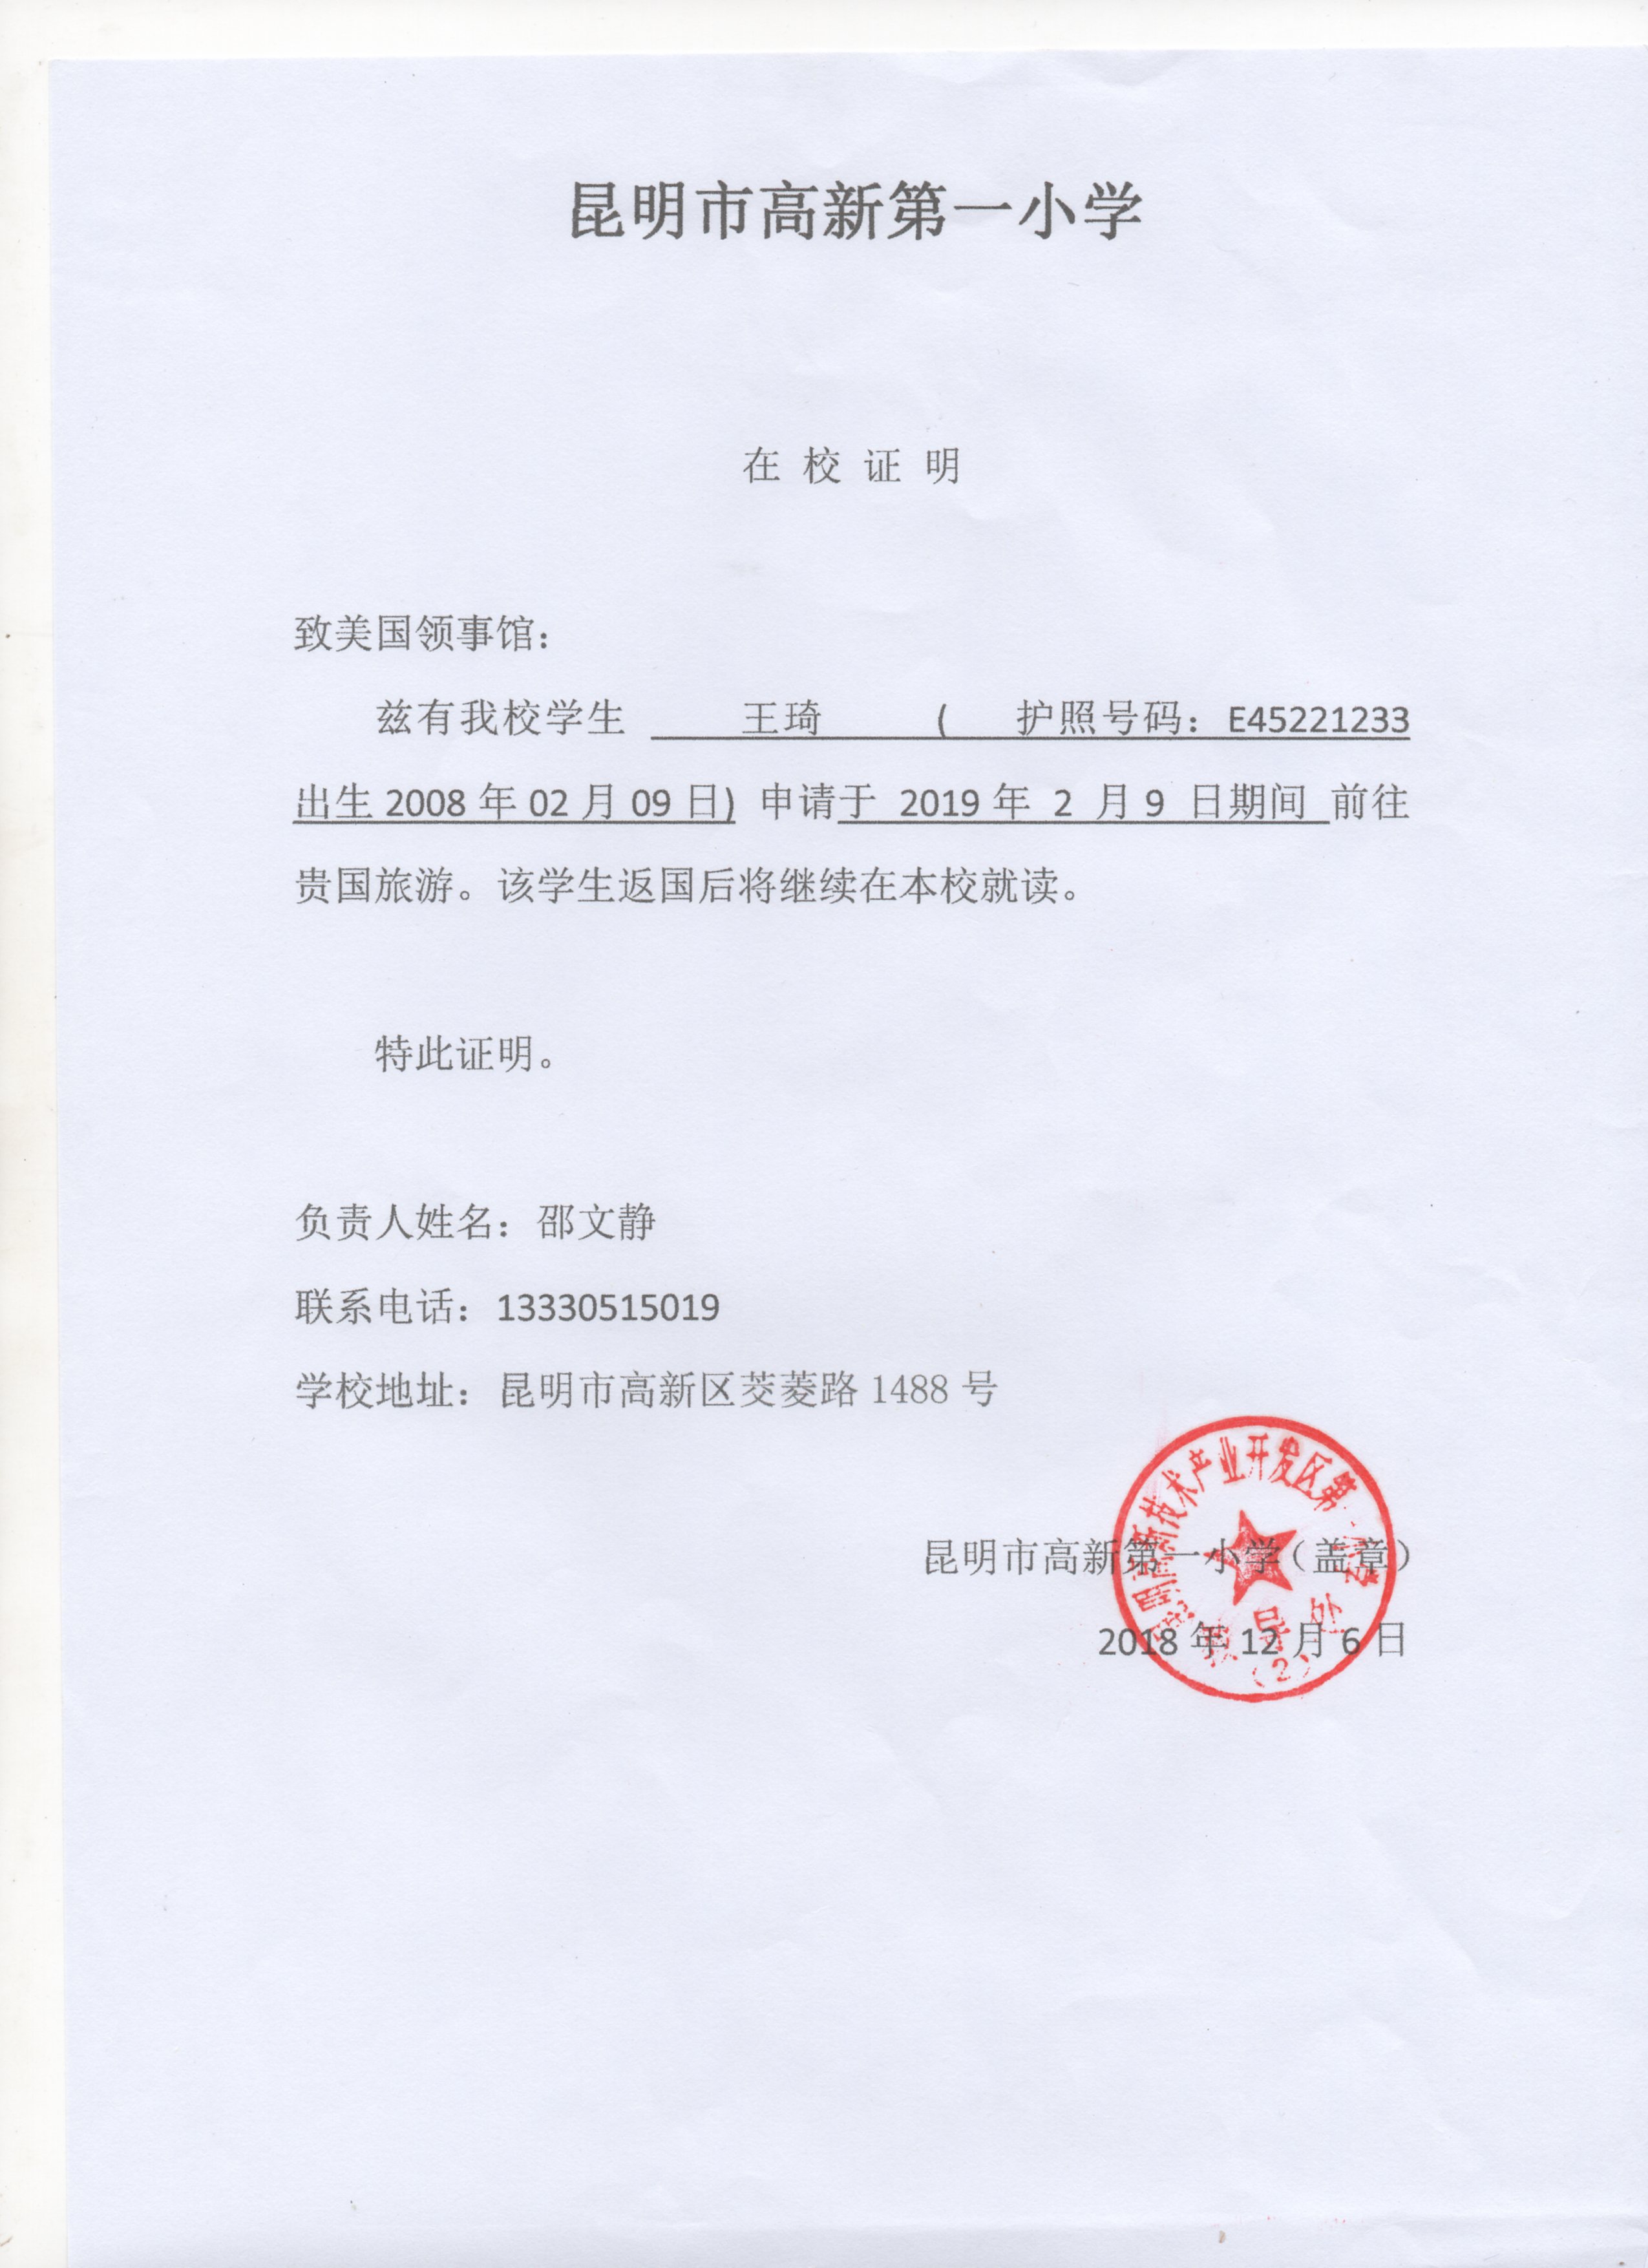 昆明市高新第一小学
在 校 证 明
致美国领事馆：
兹有我校学生 王琦 ( 护照号码：E45221233
出生 2008 年 02 月 09 日) 申请于 2019 年 2 月 9 日期间 前往
贵国旅游。该学生返国后将继续在本校就读。
特此证明。
负责人姓名：邵文静
联系电话：13330515019
学校地址：昆明市高新区茭菱路 1488 号
昆明市高新第一小学（盖章）
2018 年 12 月 6 日
技术产业开发区第
导处
（2）